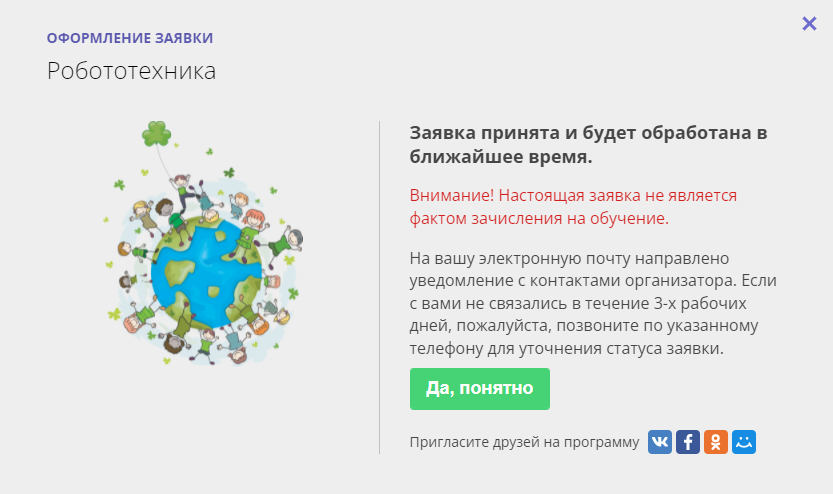 ОФОРМЛЕНИЕ ЗАЯВКИ
Робототехника
Заявка принята и будет обработана в
ближайшее время.
Внимание! Настоящая заявка не является
фактом зачисления на обучение.
На вашу электронную почту направлено
уведомление с контактами организатора. Если
с вами не связались в течение 3-х рабочих
дней, пожалуйста, позвоните по указанному
телефону для уточнения статуса заявки.
Да, понятно
Пригласите друзей на программу